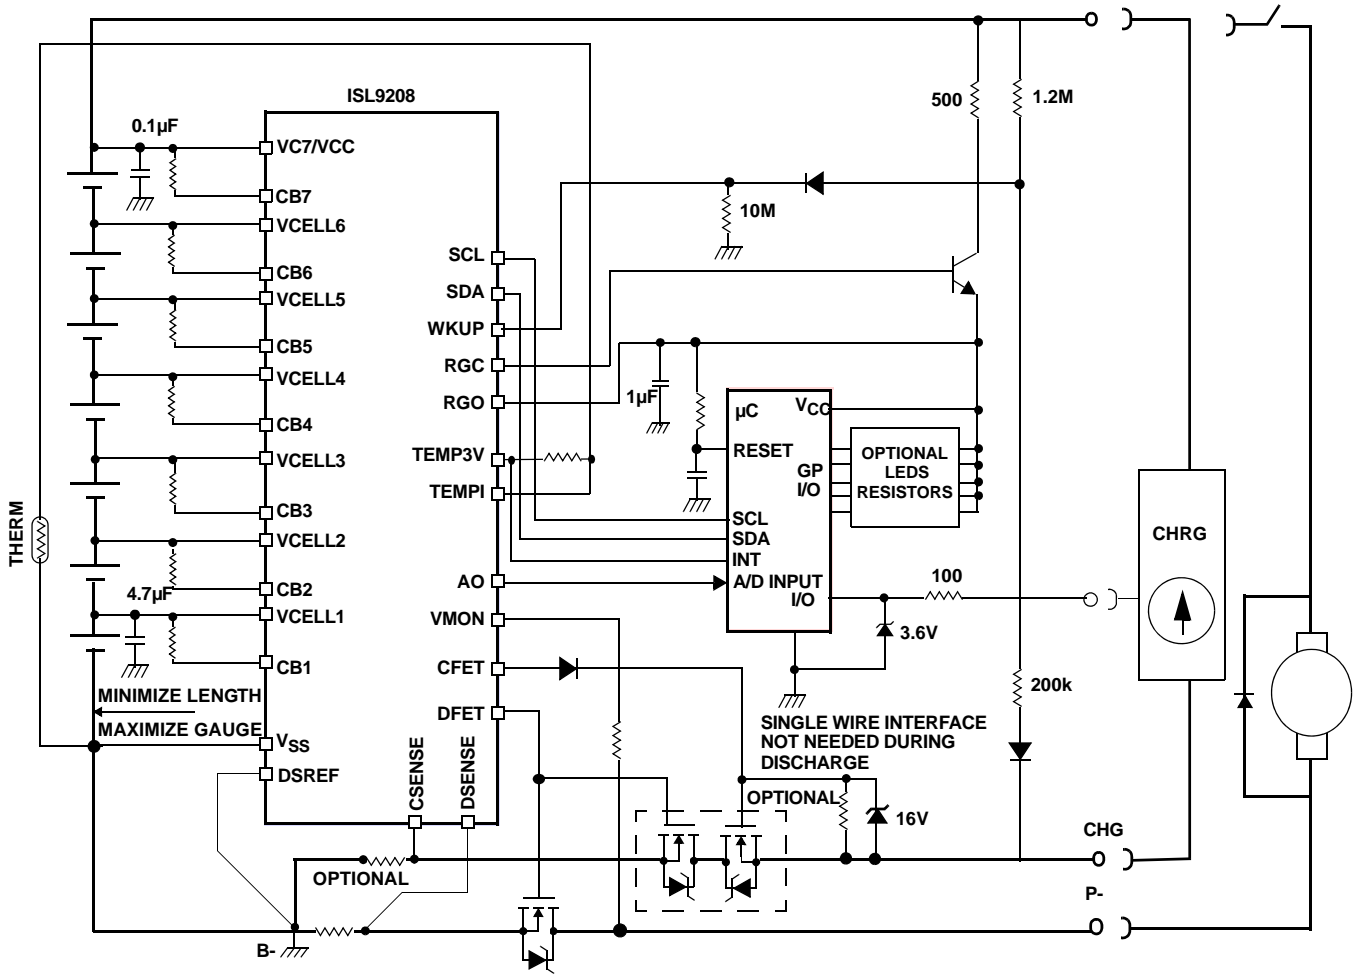 ISL9208
0.1µF
VC7/VCC
CB7
VCELL6
CB6
VCELL5
CB5
VCELL4
CB4
VCELL3
CB3
VCELL2
CB2
4.7µF
VCELL1
CB1
MINIMIZE LENGTH
MAXIMIZE GAUGE
VSS
DSREF
THERM
SCL
SDA
WKUP
RGC
RGO
TEMP3V
TEMPI
AO
VMON
CFET
DFET
CSENSE
DSENSE
500
1.2M
10M
1µF
µC
VCC
RESET
GP
I/O
SCL
SDA
INT
A/D INPUT
I/O
OPTIONAL
LEDS
RESISTORS
100
3.6V
200k
SINGLE WIRE INTERFACE
NOT NEEDED DURING
DISCHARGE
OPTIONAL
16V
CHRG
CHG
P-
OPTIONAL
B-